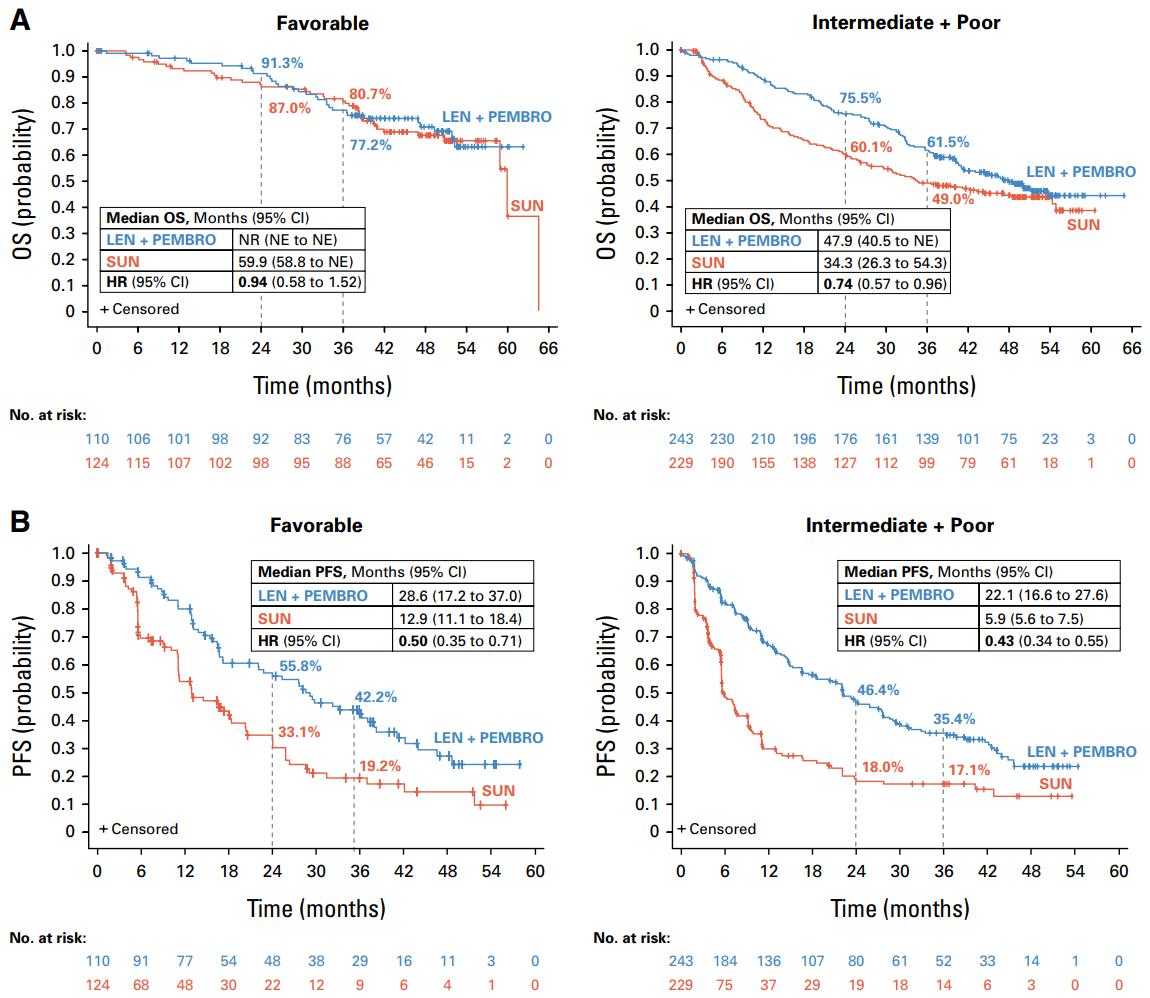 A
Favorable
OS (probability)
1.0
0.9
0.8
0.7
0.6
0.5
0.4
0.3
0.2
0.1
0
91.3%
87.0%
80.7%
77.2%
LEN + PEMBRO
SUN
Median OS, Months (95% CI)
LEN + PEMBRO NR (NE to NE)
SUN 59.9 (58.8 to NE)
HR (95% CI) 0.94 (0.58 to 1.52)
+ Censored
0 6 12 18 24 30 36 42 48 54 60 66
Time (months)
No. at risk:
110 106 101 98 92 83 76 57 42 11 2 0
124 115 107 102 98 95 88 65 46 15 2 0
Intermediate + Poor
OS (probability)
1.0
0.9
0.8
0.7
0.6
0.5
0.4
0.3
0.2
0.1
0
75.5%
60.1%
61.5%
49.0%
LEN + PEMBRO
SUN
Median OS, Months (95% CI)
LEN + PEMBRO 47.9 (40.5 to NE)
SUN 34.3 (26.3 to 54.3)
HR (95% CI) 0.74 (0.57 to 0.96)
+ Censored
0 6 12 18 24 30 36 42 48 54 60 66
Time (months)
No. at risk:
243 230 210 196 176 161 139 101 75 23 3 0
229 190 155 138 127 112 99 79 61 18 1 0
B
Favorable
PFS (probability)
1.0
0.9
0.8
0.7
0.6
0.5
0.4
0.3
0.2
0.1
0
Median PFS, Months (95% CI)
LEN + PEMBRO 28.6 (17.2 to 37.0)
SUN 12.9 (11.1 to 18.4)
HR (95% CI) 0.50 (0.35 to 0.71)
55.8%
42.2%
33.1%
19.2%
LEN + PEMBRO
SUN
+ Censored
0 6 12 18 24 30 36 42 48 54 60
Time (months)
No. at risk:
110 91 77 54 48 38 29 16 11 3 0
124 68 48 30 22 12 9 6 4 1 0
Intermediate + Poor
PFS (probability)
1.0
0.9
0.8
0.7
0.6
0.5
0.4
0.3
0.2
0.1
0
Median PFS, Months (95% CI)
LEN + PEMBRO 22.1 (16.6 to 27.6)
SUN 5.9 (5.6 to 7.5)
HR (95% CI) 0.43 (0.34 to 0.55)
46.4%
35.4%
18.0%
17.1%
LEN + PEMBRO
SUN
+ Censored
0 6 12 18 24 30 36 42 48 54 60
Time (months)
No. at risk:
243 184 136 107 80 61 52 33 14 1 0
229 75 37 29 19 18 14 6 3 0 0